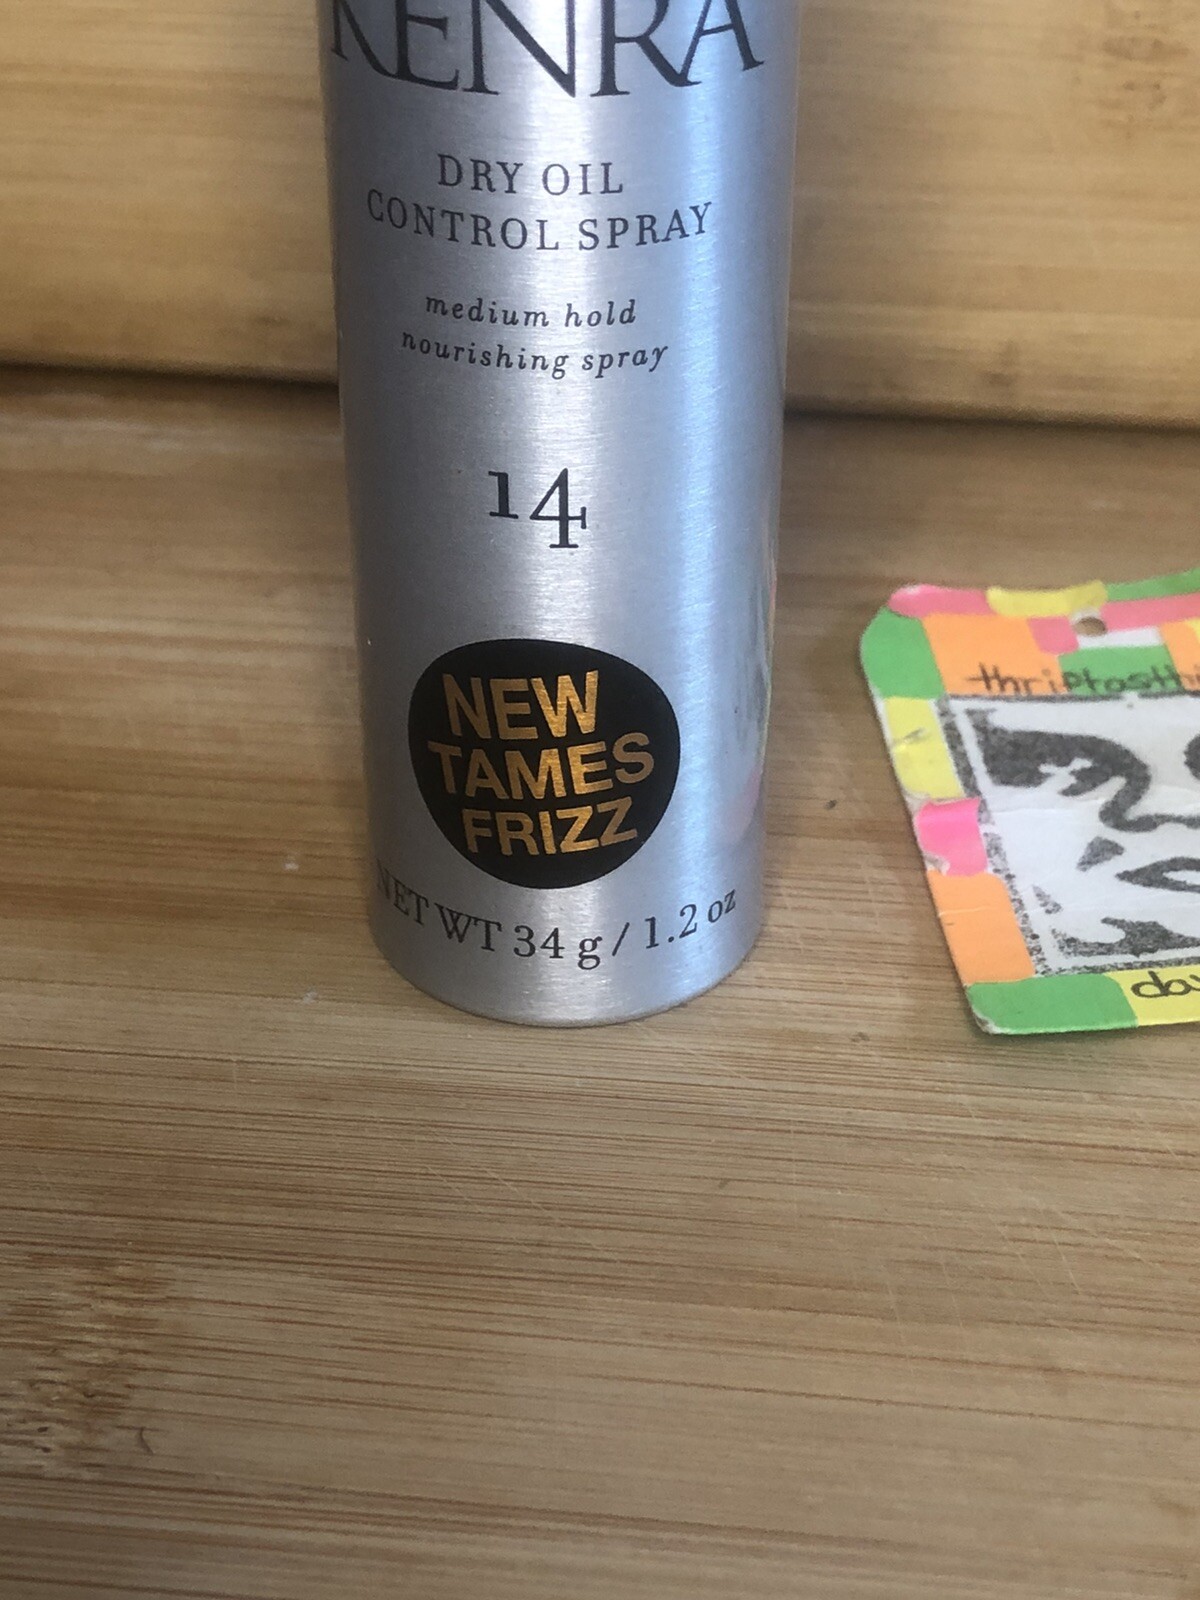 KENRA
DRY OIL
CONTROL SPRAY
medium hold
nourishing spray
14
NEW
TAMES
FRIZZ
NET WT 34 g / 1.2 oz